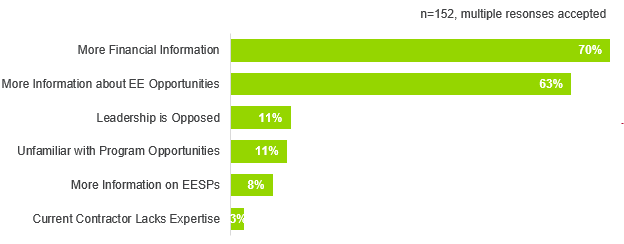 n=152, multiple resonses accepted
More Financial Information 70%
More Information about EE Opportunities 63%
Leadership is Opposed 11%
Unfamiliar with Program Opportunities 11%
More Information on EESPs 8%
Current Contractor Lacks Expertise 3%